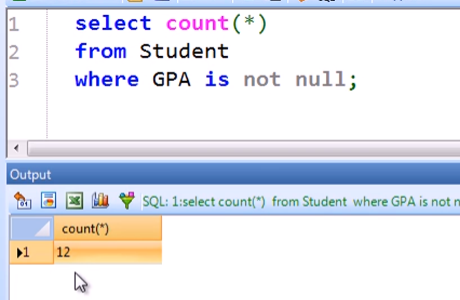 1 select count(*)
2 from Student
3 where GPA is not null;
Output
SQL: 1:select count(*) from Student where GPA is not n
count(*)
1 12